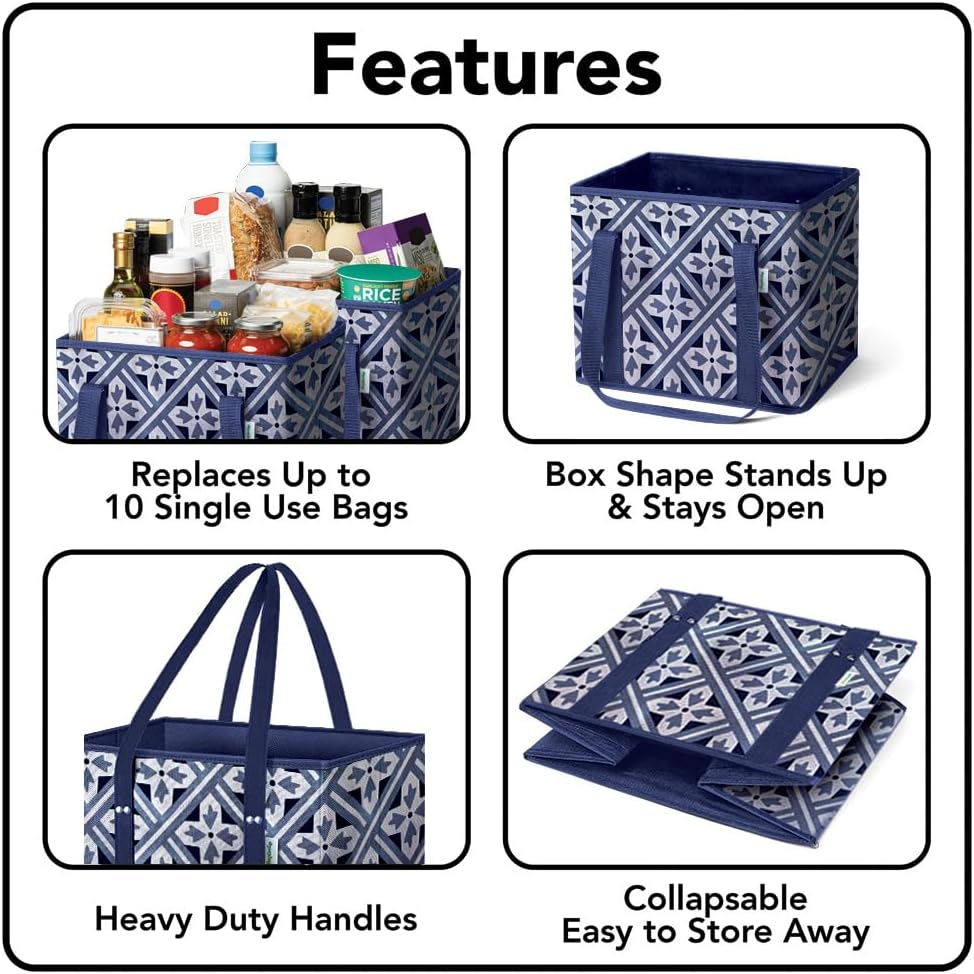 Features
RICE
Replaces Up to
10 Single Use Bags
Box Shape Stands Up
& Stays Open
Heavy Duty Handles
Collapsable
Easy to Store Away